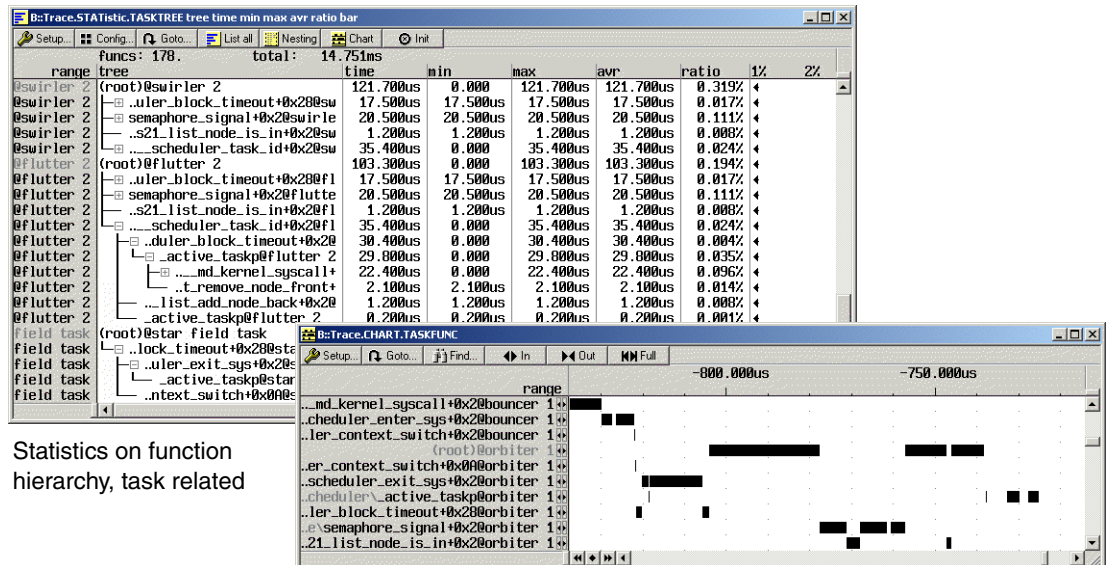 B::Trace.STATistic.TASKTREE tree time min max avr ratio bar
Setup... Config... Goto... List all Nesting Chart Init
funcs: 178. total: 14.751ms
range tree time min max avr ratio 1% 2%
@swirler 2 (root)@swirler 2 121.700us 0.000 121.700us 121.700us 0.319%
@swirler 2 ..uler_block_timeout+0x28@sw 17.500us 17.500us 17.500us 17.500us 0.017%
@swirler 2 semaphore_signal+0x2@swirle 20.500us 20.500us 20.500us 20.500us 0.111%
@swirler 2 ..s21_list_node_is_in+0x2@sw 1.200us 1.200us 1.200us 1.200us 0.008%
@swirler 2 ..__scheduler_task_id+0x2@sw 35.400us 0.000 35.400us 35.400us 0.024%
@flutter 2 (root)@flutter 2 103.300us 0.000 103.300us 103.300us 0.194%
@flutter 2 ..uler_block_timeout+0x28@fl 17.500us 17.500us 17.500us 17.500us 0.017%
@flutter 2 semaphore_signal+0x2@flutte 20.500us 20.500us 20.500us 20.500us 0.111%
@flutter 2 ..s21_list_node_is_in+0x2@fl 1.200us 1.200us 1.200us 1.200us 0.008%
@flutter 2 ..__scheduler_task_id+0x2@fl 35.400us 0.000 35.400us 35.400us 0.024%
@flutter 2 ..duler_block_timeout+0x2@ 30.400us 0.000 30.400us 30.400us 0.004%
@flutter 2 _active_taskp@flutter 2 29.800us 0.000 29.800us 29.800us 0.035%
@flutter 2 ..__md_kernel_syscall+ 22.400us 0.000 22.400us 22.400us 0.096%
@flutter 2 ..t_remove_node_front+ 2.100us 2.100us 2.100us 2.100us 0.014%
@flutter 2 .._list_add_node_back+0x2@ 1.200us 1.200us 1.200us 1.200us 0.008%
@flutter 2 _active_taskp@flutter 2 0.200us 0.000 0.200us 0.200us 0.001%
field task (root)@star field task
field task ..lock_timeout+0x28@sta
field task ..uler_exit_sys+0x2@s
field task _active_taskp@star
field task ..ntext_switch+0x0A@s
B::Trace.CHART.TASKFUNC
Setup... Goto... Find... In Out Full
-800.000us -750.000us
range
.._md_kernel_syscall+0x2@bouncer 1
..cheduler_enter_sys+0x2@bouncer 1
..ler_context_switch+0x2@bouncer 1
(root)@orbiter 1
..er_context_switch+0x0A@orbiter 1
..scheduler_exit_sys+0x2@orbiter 1
..cheduler\_active_taskp@orbiter 1
..ler_block_timeout+0x28@orbiter 1
..e\semaphore_signal+0x2@orbiter 1
..21_list_node_is_in+0x2@orbiter 1
Statistics on function
hierarchy, task related